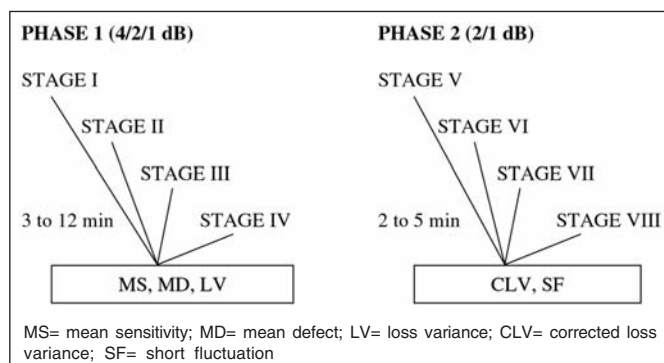 PHASE 1 (4/2/1 dB)
STAGE I
STAGE II
STAGE III
3 to 12 min
STAGE IV
MS, MD, LV
PHASE 2 (2/1 dB)
STAGE V
STAGE VI
STAGE VII
2 to 5 min
STAGE VIII
CLV, SF
MS= mean sensitivity; MD= mean defect; LV= loss variance; CLV= corrected loss
variance; SF= short fluctuation